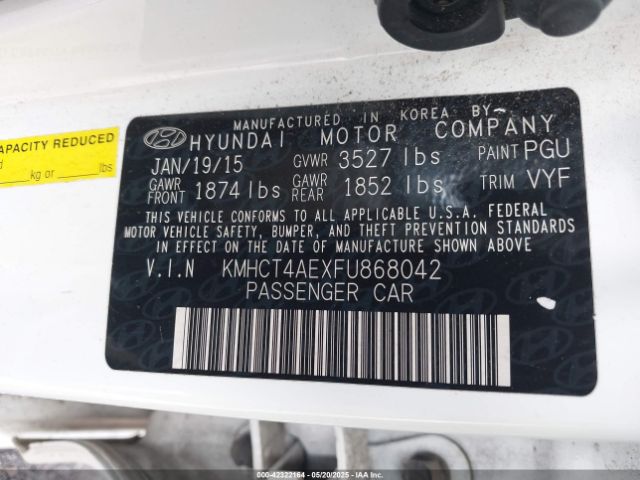 CAPACITY REDUCED
kg or lbs
MANUFACTURED IN KOREA BY
HYUNDAI MOTOR COMPANY
JAN/19/15 GVWR 3527 lbs PAINT PGU
GAWR FRONT 1874 lbs GAWR REAR 1852 lbs TRIM VYF
THIS VEHICLE CONFORMS TO ALL APPLICABLE U.S.A. FEDERAL
MOTOR VEHICLE SAFETY, BUMPER, AND THEFT PREVENTION STANDARDS
IN EFFECT ON THE DATE OF MANUFACTURE SHOWN ABOVE
V.I.N KMHCT4AEXFU868042
PASSENGER CAR
000-42322164 - 05/20/2025 - IAA Inc.